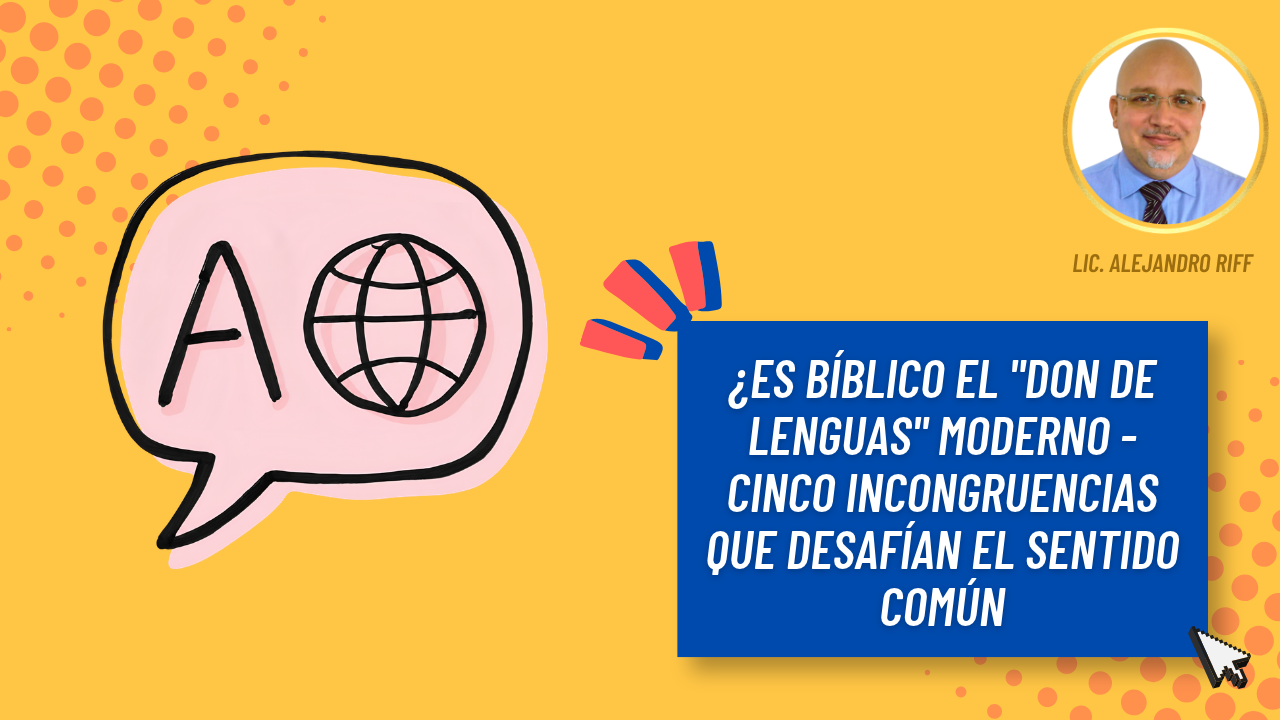 A
LIC. ALEJANDRO RIFF
¿ES BÍBLICO EL "DON DE
LENGUAS" MODERNO -
CINCO INCONGRUENCIAS
QUE DESAFÍAN EL SENTIDO
COMÚN